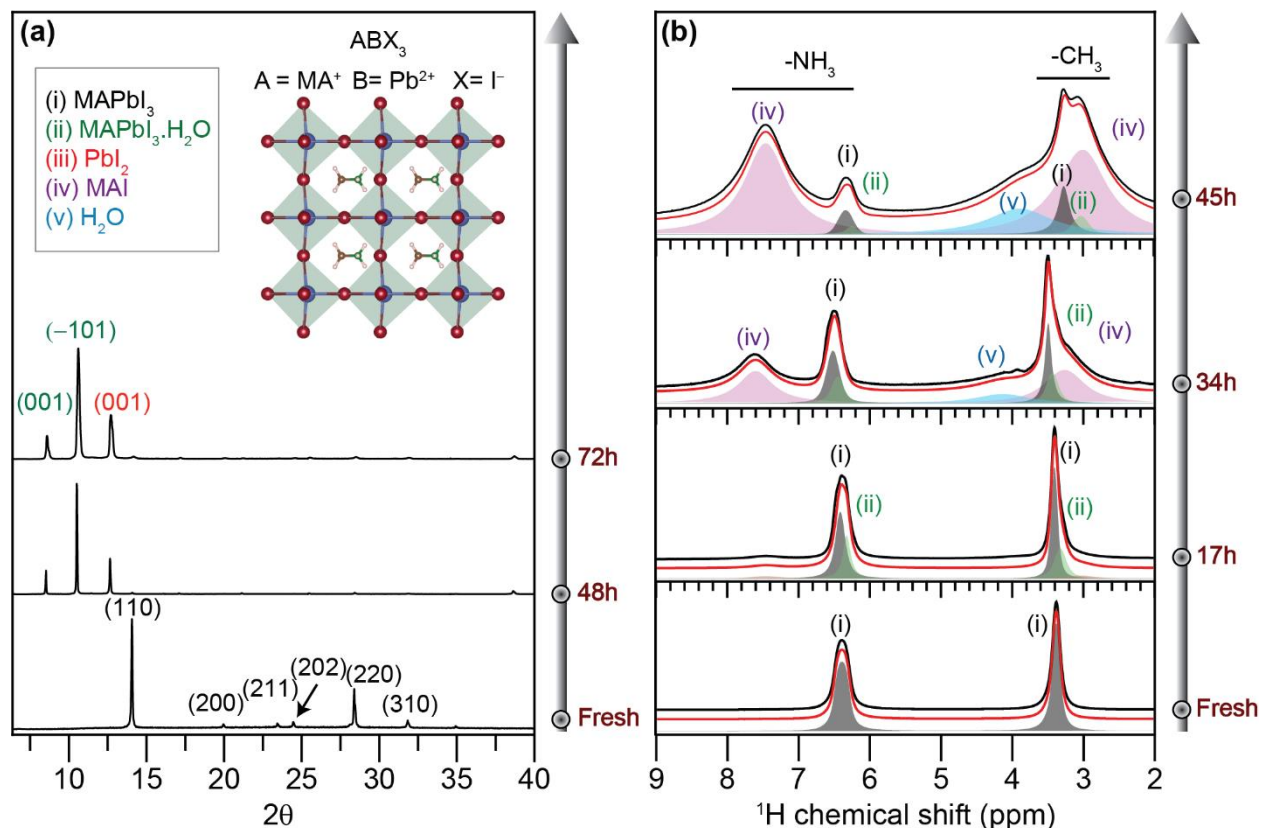 (a)
ABX₃
A = MA⁺ B= Pb²⁺ X= I⁻
(i) MAPbI₃
(ii) MAPbI₃.H₂O
(iii) PbI₂
(iv) MAI
(v) H₂O
(−101)
(001)
(001)
72h
48h
(110)
(200)
(211)
(202)
(220)
(310)
Fresh
10 15 20 25 30 35 40
2θ
(b)
-NH₃
-CH₃
(iv)
(i)
(ii)
(v)
(i)
(ii)
(iv)
45h
(iv)
(i)
(v)
(ii)
(iv)
34h
(i)
(ii)
(i)
(ii)
17h
(i)
(i)
Fresh
9 8 7 6 5 4 3 2
¹H chemical shift (ppm)